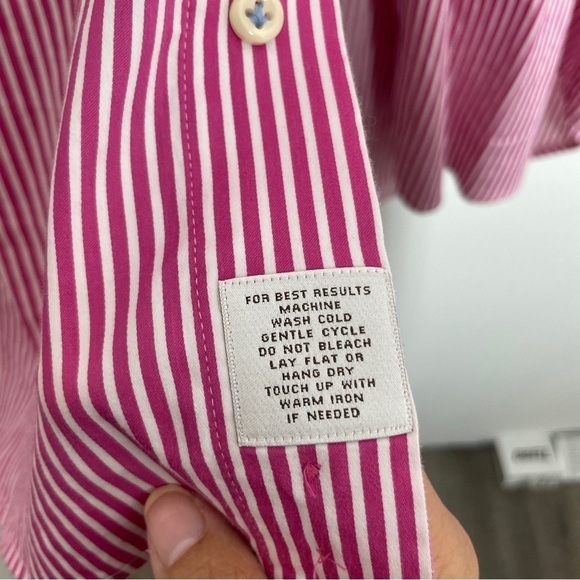 FOR BEST RESULTS
MACHINE
WASH COLD
GENTLE CYCLE
DO NOT BLEACH
LAY FLAT OR
HANG DRY
TOUCH UP WITH
WARM IRON
IF NEEDED